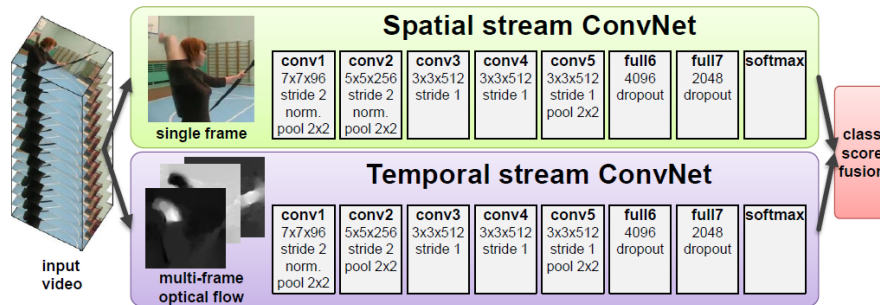 Spatial stream ConvNet
conv1
7x7x96
stride 2
norm.
pool 2x2
conv2
5x5x256
stride 2
norm.
pool 2x2
conv3
3x3x512
stride 1
conv4
3x3x512
stride 1
conv5
3x3x512
stride 1
pool 2x2
full6
4096
dropout
full7
2048
dropout
softmax
single frame
Temporal stream ConvNet
conv1
7x7x96
stride 2
norm.
pool 2x2
conv2
5x5x256
stride 2
pool 2x2
conv3
3x3x512
stride 1
conv4
3x3x512
stride 1
conv5
3x3x512
stride 1
pool 2x2
full6
4096
dropout
full7
2048
dropout
softmax
multi-frame
optical flow
input
video
class
score
fusion